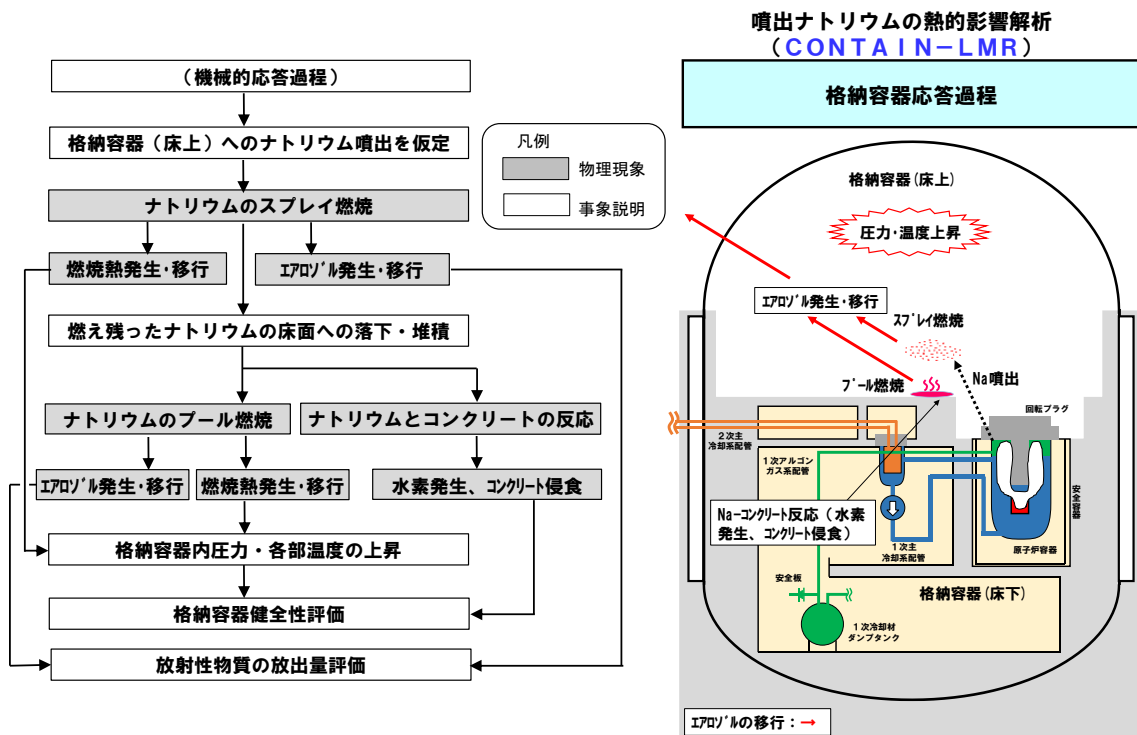 (機械的応答過程)
格納容器(床上)へのナトリウム噴出を仮定
ナトリウムのスプレイ燃焼
燃焼熱発生・移行
エアロゾル発生・移行
燃え残ったナトリウムの床面への落下・堆積
ナトリウムのプール燃焼
ナトリウムとコンクリートの反応
エアロゾル発生・移行
燃焼熱発生・移行
水素発生、コンクリート侵食
格納容器内圧力・各部温度の上昇
格納容器健全性評価
放射性物質の放出量評価
凡例
物理現象
事象説明
噴出ナトリウムの熱的影響解析
(CONTAIN-LMR)
格納容器応答過程
格納容器(床上)
圧力・温度上昇
エアロゾル発生・移行
スプレイ燃焼
プール燃焼
Na噴出
回転プラグ
2次主
冷却系配管
1次アルゴン
ガス系配管
Na-コンクリート反応(水素
発生、コンクリート侵食)
1次主
冷却系配管
安全容器
原子炉容器
安全板
格納容器(床下)
1次冷却材
ダンプタンク
エアロゾルの移行:→